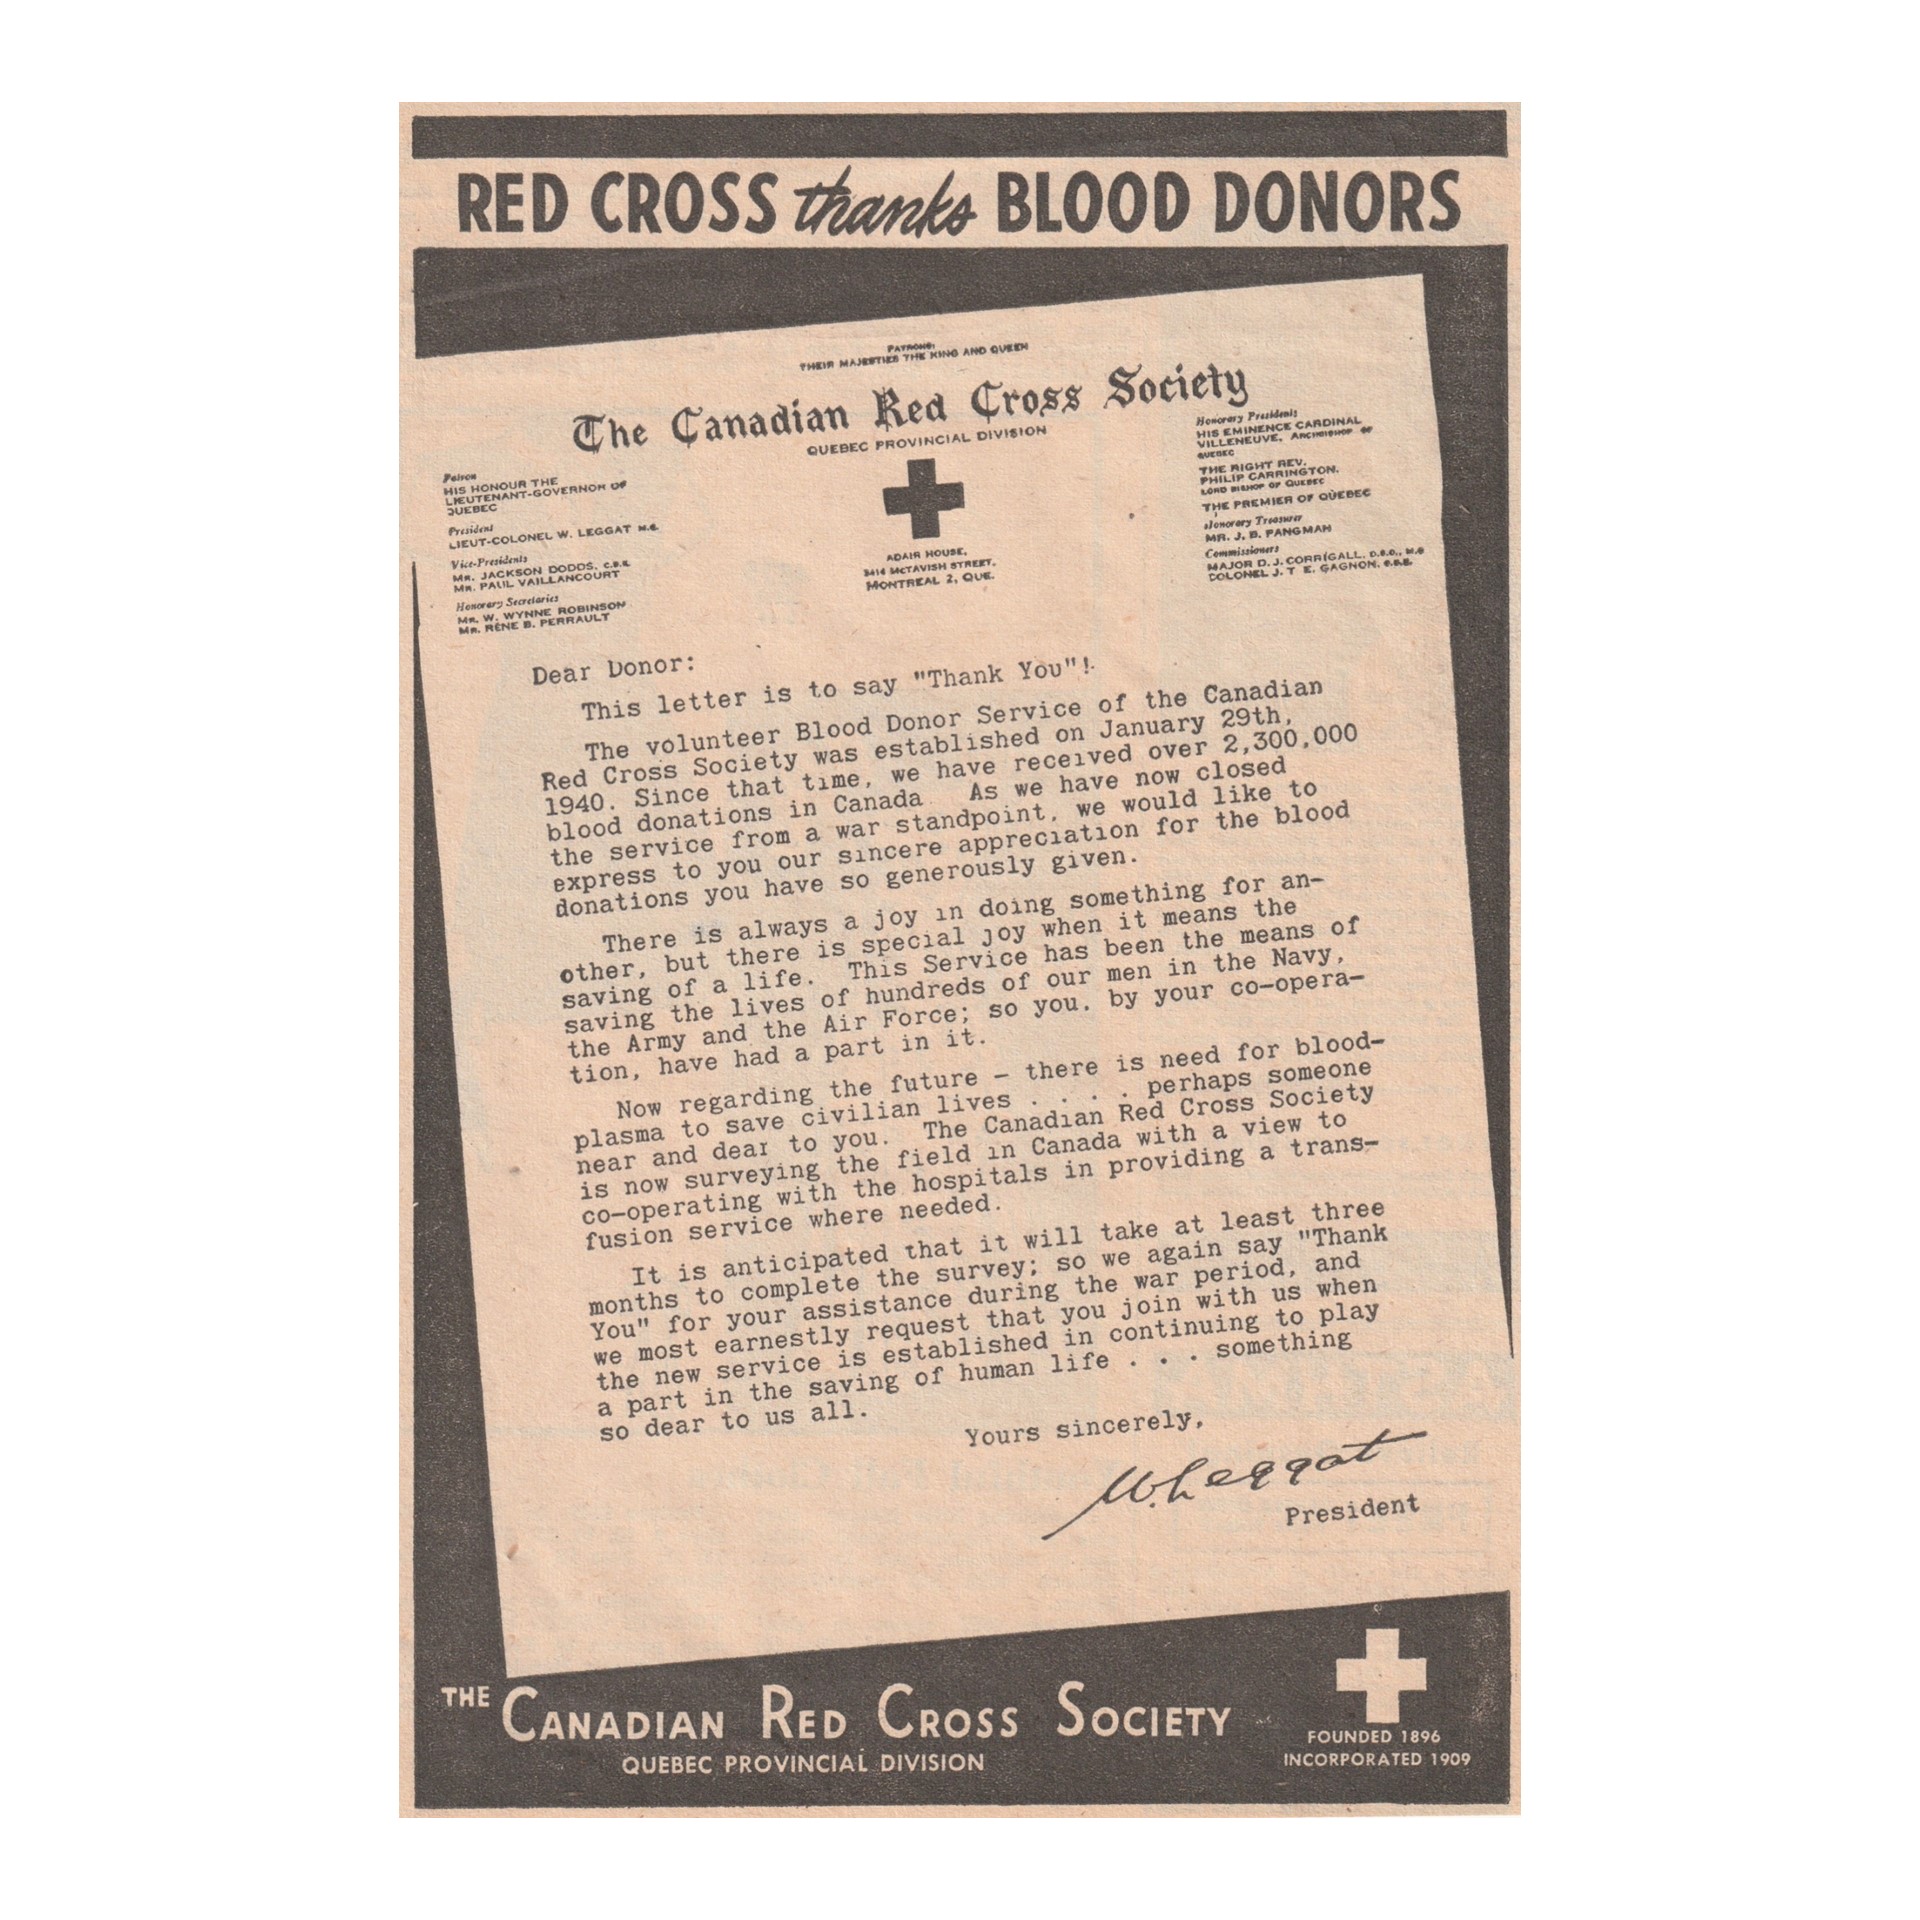 RED CROSS thanks BLOOD DONORS
PATRONS:
THEIR MAJESTIES THE KING AND QUEEN
The Canadian Red Cross Society
QUEBEC PROVINCIAL DIVISION
Patron
HIS HONOUR THE
LIEUTENANT-GOVERNOR OF
QUEBEC
President
LIEUT-COLONEL W. LEGGAT M.C.
Vice-Presidents
MR. JACKSON DODDS, C.B.E.
MR. PAUL VAILLANCOURT
Honorary Secretaries
MR. W. WYNNE ROBINSON
MR. RENE B. PERRAULT
ADAIR HOUSE,
3416 MCTAVISH STREET,
MONTREAL 2, QUE.
Honorary Presidents
HIS EMINENCE CARDINAL
VILLENEUVE, ARCHBISHOP OF
QUEBEC
THE RIGHT REV.
PHILIP CARRINGTON,
LORD BISHOP OF QUEBEC
THE PREMIER OF QUEBEC
Honorary Treasurer
MR. J. B. PANGMAN
Commissioners
MAJOR D. J. CORRIGALL, D.S.O., M.C
COLONEL J. T. E. GAGNON, C.B.E.
Dear Donor:
This letter is to say "Thank You"!
The volunteer Blood Donor Service of the Canadian
Red Cross Society was established on January 29th,
1940. Since that time, we have received over 2,300,000
blood donations in Canada As we have now closed
the service from a war standpoint, we would like to
express to you our sincere appreciation for the blood
donations you have so generously given.
There is always a joy in doing something for an-
other, but there is special joy when it means the
saving of a life. This Service has been the means of
saving the lives of hundreds of our men in the Navy,
the Army and the Air Force; so you, by your co-opera-
tion, have had a part in it.
Now regarding the future – there is need for blood-
plasma to save civilian lives . . . . perhaps someone
near and dear to you. The Canadian Red Cross Society
is now surveying the field in Canada with a view to
co-operating with the hospitals in providing a trans-
fusion service where needed.
It is anticipated that it will take at least three
months to complete the survey; so we again say "Thank
You" for your assistance during the war period, and
we most earnestly request that you join with us when
the new service is established in continuing to play
a part in the saving of human life . . . something
so dear to us all.
Yours sincerely,
W. Leggat
President
THE CANADIAN RED CROSS SOCIETY
QUEBEC PROVINCIAL DIVISION
FOUNDED 1896
INCORPORATED 1909